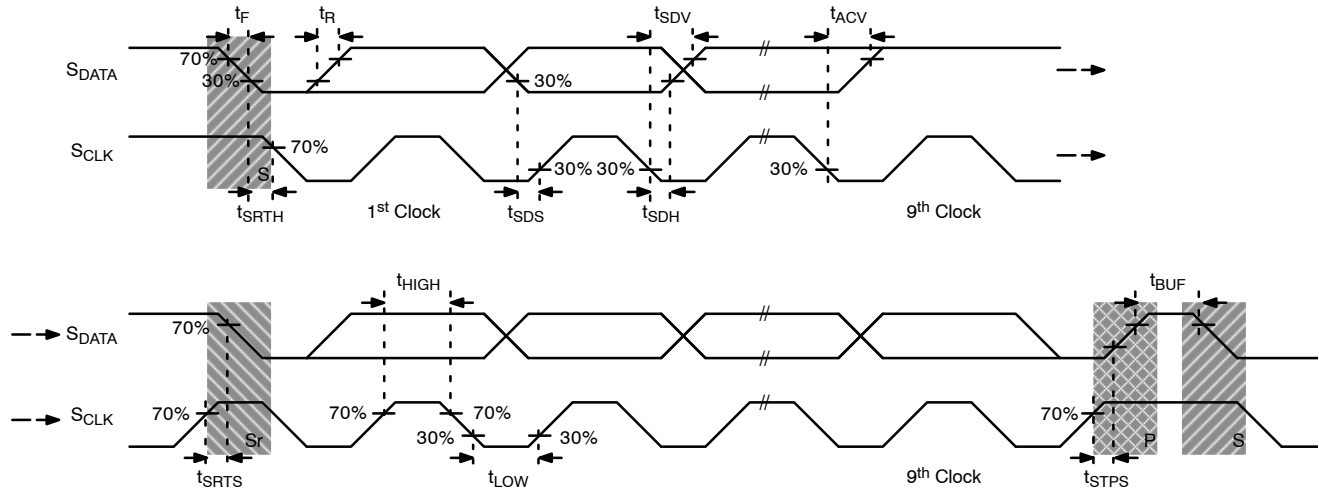 tF tR tSDV tACV
70%
SDATA 30% 30%
SCLK 70%
S 30% 30% 30%
tSRTH 1st Clock tSDS tSDH 9th Clock
tHIGH tBUF
SDATA 70%
SCLK 70% 70% 70% 70%
30% 30%
Sr P S
tSRTS tLOW 9th Clock tSTPS